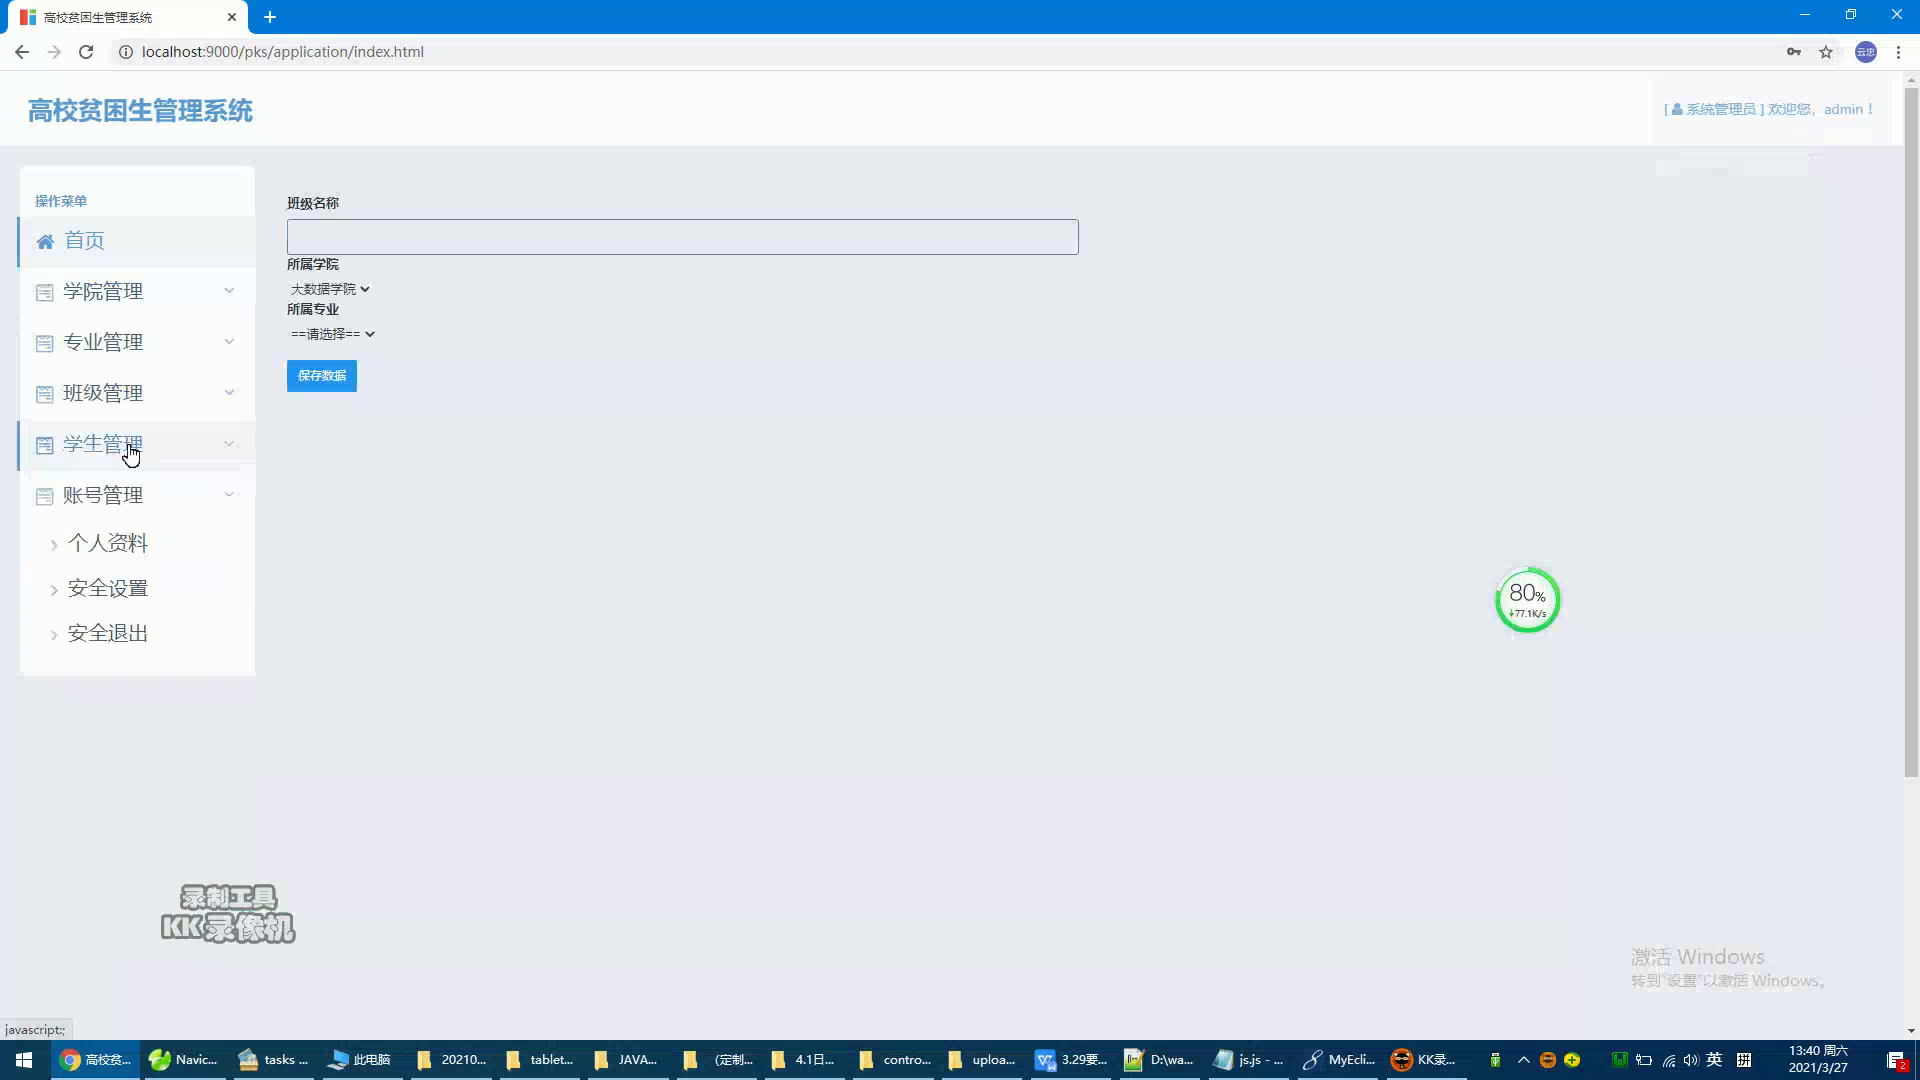 高校贫困生管理系统
localhost:9000/pks/application/index.html
云忠
高校贫困生管理系统
[ 系统管理员 ] 欢迎您，admin！
操作菜单
首页
学院管理
专业管理
班级管理
学生管理
账号管理
个人资料
安全设置
安全退出
班级名称
所属学院
大数据学院
所属专业
==请选择==
保存数据
80%
↓77.1K/s
录制工具
KK录像机
激活 Windows
转到"设置"以激活 Windows。
javascript:;
高校贫...
Navic...
tasks ...
此电脑
20210...
tablet...
JAVA...
(定制...
4.1日...
contro...
uploa...
3.29要...
D:\wa...
js.js - ...
MyEcli...
KK录...
英
拼
13:40 周六
2021/3/27
2